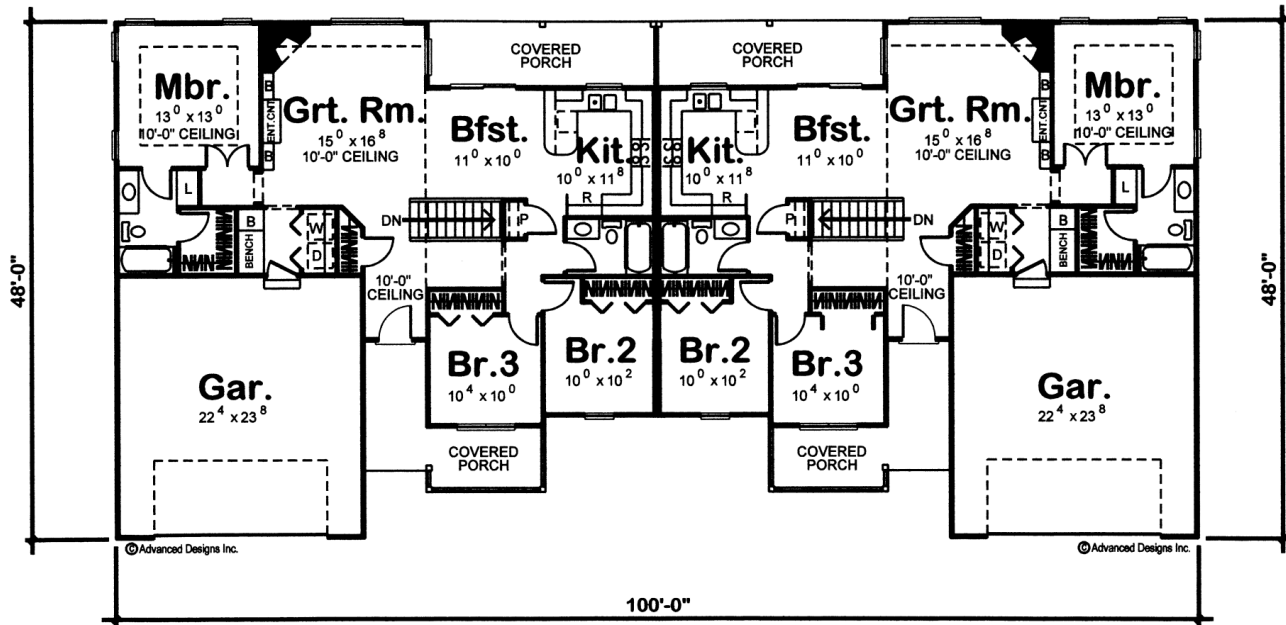 COVERED
PORCH
COVERED
PORCH
Mbr.
13⁰ x 13⁰
10'-0" CEILING
B
ENT.CNT.
B
Grt. Rm.
15⁰ x 16⁸
10'-0" CEILING
Bfst.
11⁰ x 10⁰
Kit.
10⁰ x 11⁸
R
Kit.
10⁰ x 11⁸
R
Bfst.
11⁰ x 10⁰
Grt. Rm.
15⁰ x 16⁸
10'-0" CEILING
B
ENT.CNT.
B
Mbr.
13⁰ x 13⁰
10'-0" CEILING
L
L
DN
P
P
DN
B
BENCH
W
D
W
D
B
BENCH
10'-0"
CEILING
10'-0"
CEILING
48'-0"
48'-0"
Gar.
22⁴ x 23⁸
Br.3
10⁴ x 10⁰
Br.2
10⁰ x 10²
Br.2
10⁰ x 10²
Br.3
10⁴ x 10⁰
Gar.
22⁴ x 23⁸
COVERED
PORCH
COVERED
PORCH
© Advanced Designs Inc.
© Advanced Designs Inc.
100'-0"